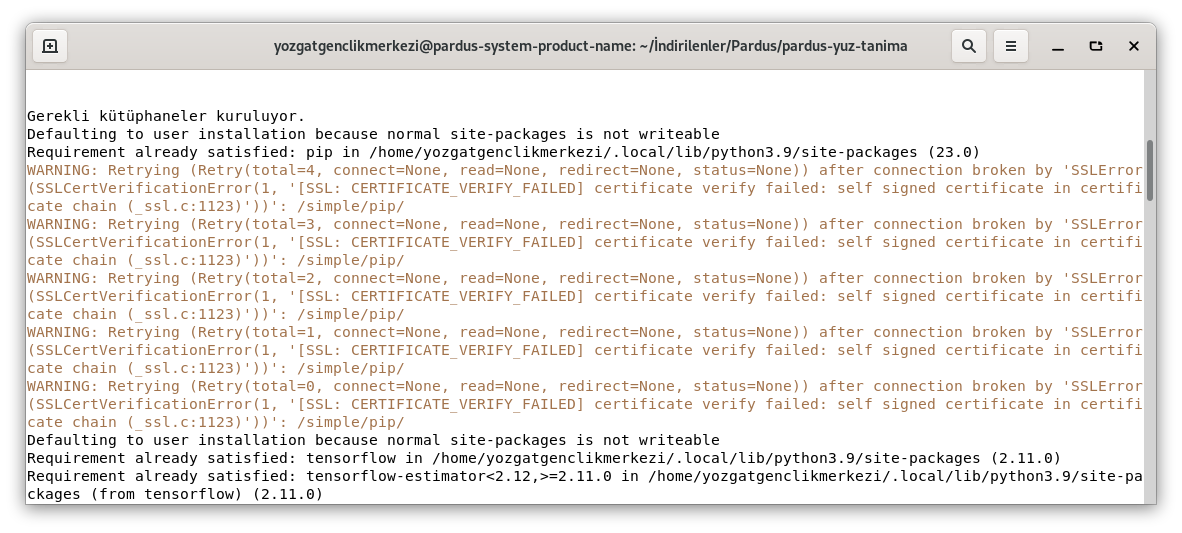 yozgatgenclikmerkezi@pardus-system-product-name: ~/İndirilenler/Pardus/pardus-yuz-tanima
Gerekli kütüphaneler kuruluyor.
Defaulting to user installation because normal site-packages is not writeable
Requirement already satisfied: pip in /home/yozgatgenclikmerkezi/.local/lib/python3.9/site-packages (23.0)
WARNING: Retrying (Retry(total=4, connect=None, read=None, redirect=None, status=None)) after connection broken by 'SSLError
(SSLCertVerificationError(1, '[SSL: CERTIFICATE_VERIFY_FAILED] certificate verify failed: self signed certificate in certifi
cate chain (_ssl.c:1123)'))': /simple/pip/
WARNING: Retrying (Retry(total=3, connect=None, read=None, redirect=None, status=None)) after connection broken by 'SSLError
(SSLCertVerificationError(1, '[SSL: CERTIFICATE_VERIFY_FAILED] certificate verify failed: self signed certificate in certifi
cate chain (_ssl.c:1123)'))': /simple/pip/
WARNING: Retrying (Retry(total=2, connect=None, read=None, redirect=None, status=None)) after connection broken by 'SSLError
(SSLCertVerificationError(1, '[SSL: CERTIFICATE_VERIFY_FAILED] certificate verify failed: self signed certificate in certifi
cate chain (_ssl.c:1123)'))': /simple/pip/
WARNING: Retrying (Retry(total=1, connect=None, read=None, redirect=None, status=None)) after connection broken by 'SSLError
(SSLCertVerificationError(1, '[SSL: CERTIFICATE_VERIFY_FAILED] certificate verify failed: self signed certificate in certifi
cate chain (_ssl.c:1123)'))': /simple/pip/
WARNING: Retrying (Retry(total=0, connect=None, read=None, redirect=None, status=None)) after connection broken by 'SSLError
(SSLCertVerificationError(1, '[SSL: CERTIFICATE_VERIFY_FAILED] certificate verify failed: self signed certificate in certifi
cate chain (_ssl.c:1123)'))': /simple/pip/
Defaulting to user installation because normal site-packages is not writeable
Requirement already satisfied: tensorflow in /home/yozgatgenclikmerkezi/.local/lib/python3.9/site-packages (2.11.0)
Requirement already satisfied: tensorflow-estimator<2.12,>=2.11.0 in /home/yozgatgenclikmerkezi/.local/lib/python3.9/site-pa
ckages (from tensorflow) (2.11.0)